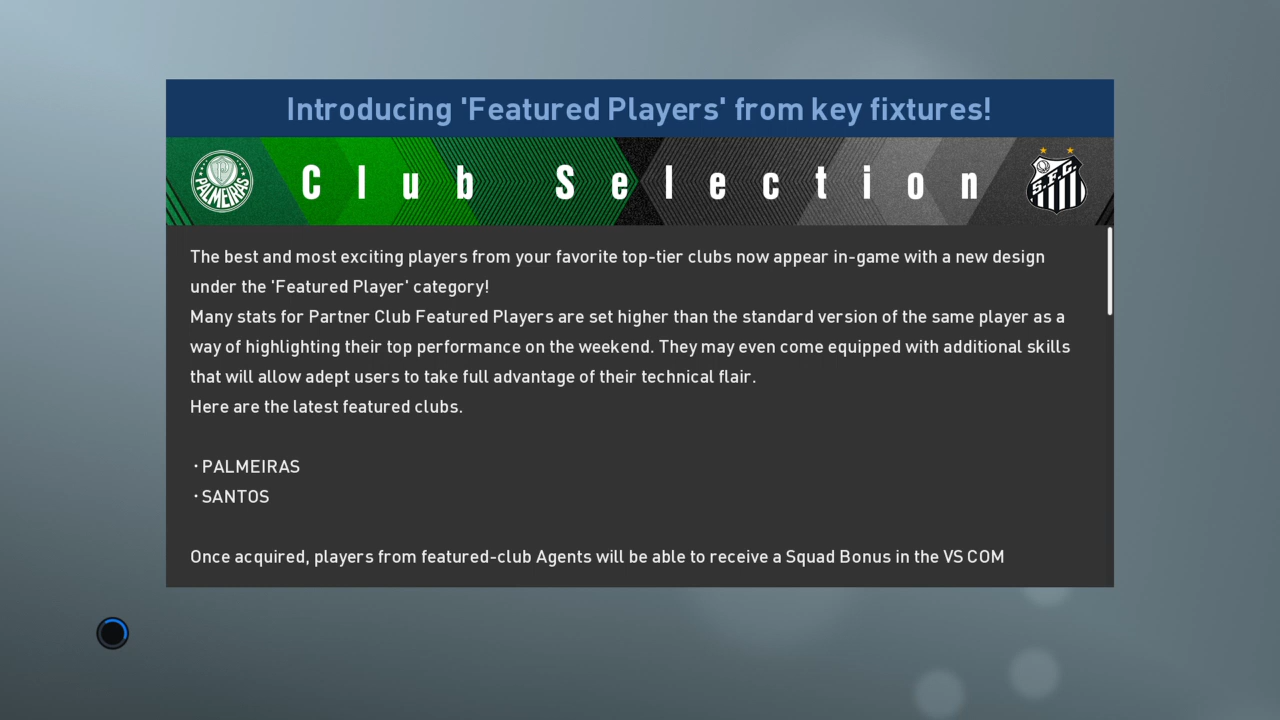 Introducing 'Featured Players' from key fixtures!
PALMEIRAS
Club Selection
S.F.C.
The best and most exciting players from your favorite top-tier clubs now appear in-game with a new design
under the 'Featured Player' category!
Many stats for Partner Club Featured Players are set higher than the standard version of the same player as a
way of highlighting their top performance on the weekend. They may even come equipped with additional skills
that will allow adept users to take full advantage of their technical flair.
Here are the latest featured clubs.
・PALMEIRAS
・SANTOS
Once acquired, players from featured-club Agents will be able to receive a Squad Bonus in the VS COM